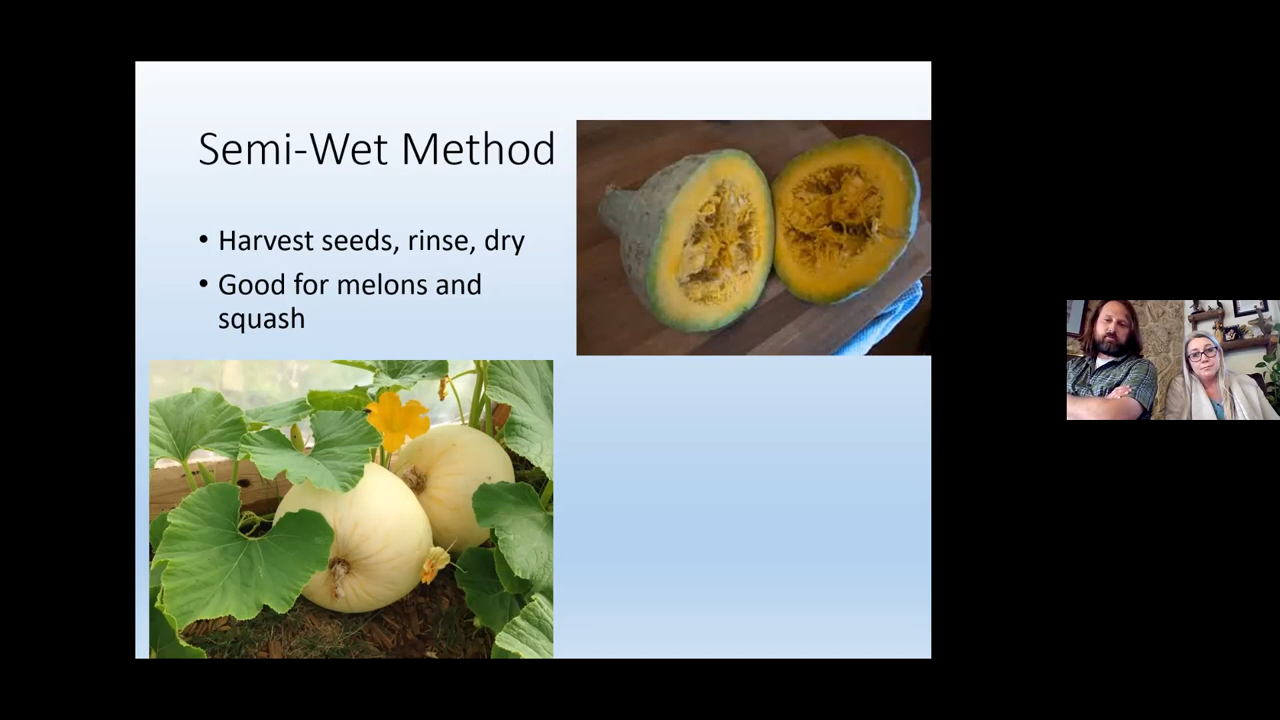 Semi-Wet Method
• Harvest seeds, rinse, dry
• Good for melons and
squash